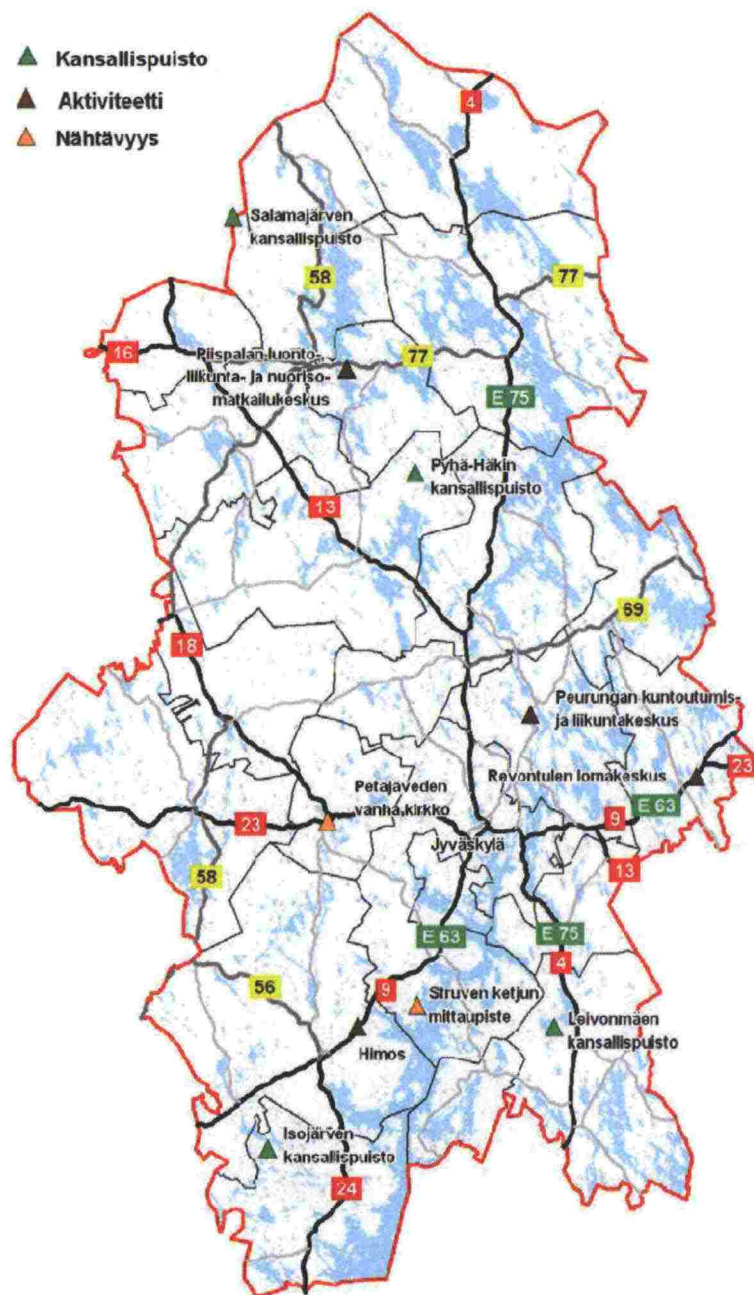 Kansallispuisto
Aktiviteetti
Nähtävyys
4
Salamajärven
kansallispuisto
58
77
16
Piispalan luonto-
liikunta- ja nuoriso-
matkailukeskus
77
E 75
Pyhä-Häkin
kansallispuisto
13
69
18
Peurungan kuntoutumis-
ja liikuntakeskus
Revontulen lomakeskus
23
Petäjäveden
vanha kirkko
E 63
23
9
Jyväskylä
13
58
E 63
E 75
4
56
9
Struven ketjun
mittauspiste
Leivonmäen
kansallispuisto
Himos
Isojärven
kansallispuisto
24